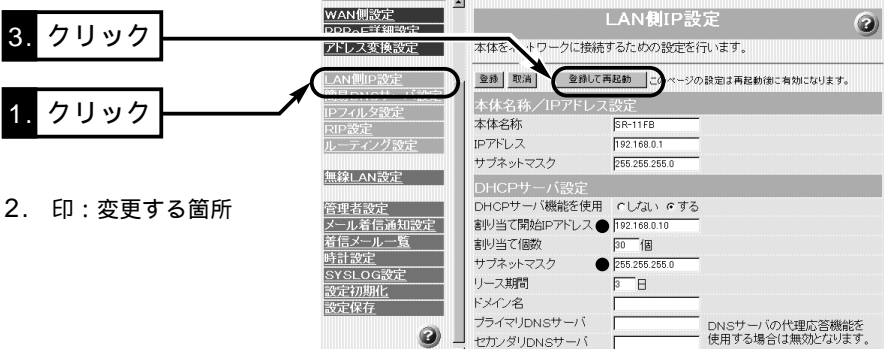 3. クリック
1. クリック
2. 印：変更する箇所
WAN側設定
PPPoE詳細設定
アドレス変換設定
LAN側IP設定
簡易DNSサーバ設定
IPフィルタ設定
RIP設定
ルーティング設定
無線LAN設定
管理者設定
メール着信通知設定
着信メール一覧
時計設定
SYSLOG設定
設定初期化
設定保存
LAN側IP設定
本体をネットワークに接続するための設定を行います。
登録 取消 登録して再起動 このページの設定は再起動後に有効になります。
本体名称／IPアドレス設定
本体名称 SR-11FB
IPアドレス 192.168.0.1
サブネットマスク 255.255.255.0
DHCPサーバ設定
DHCPサーバ機能を使用 しない する
割り当て開始IPアドレス 192.168.0.10
割り当て個数 30 個
サブネットマスク 255.255.255.0
リース期間 3 日
ドメイン名
プライマリDNSサーバ
セカンダリDNSサーバ
DNSサーバの代理応答機能を
使用する場合は無効となります。